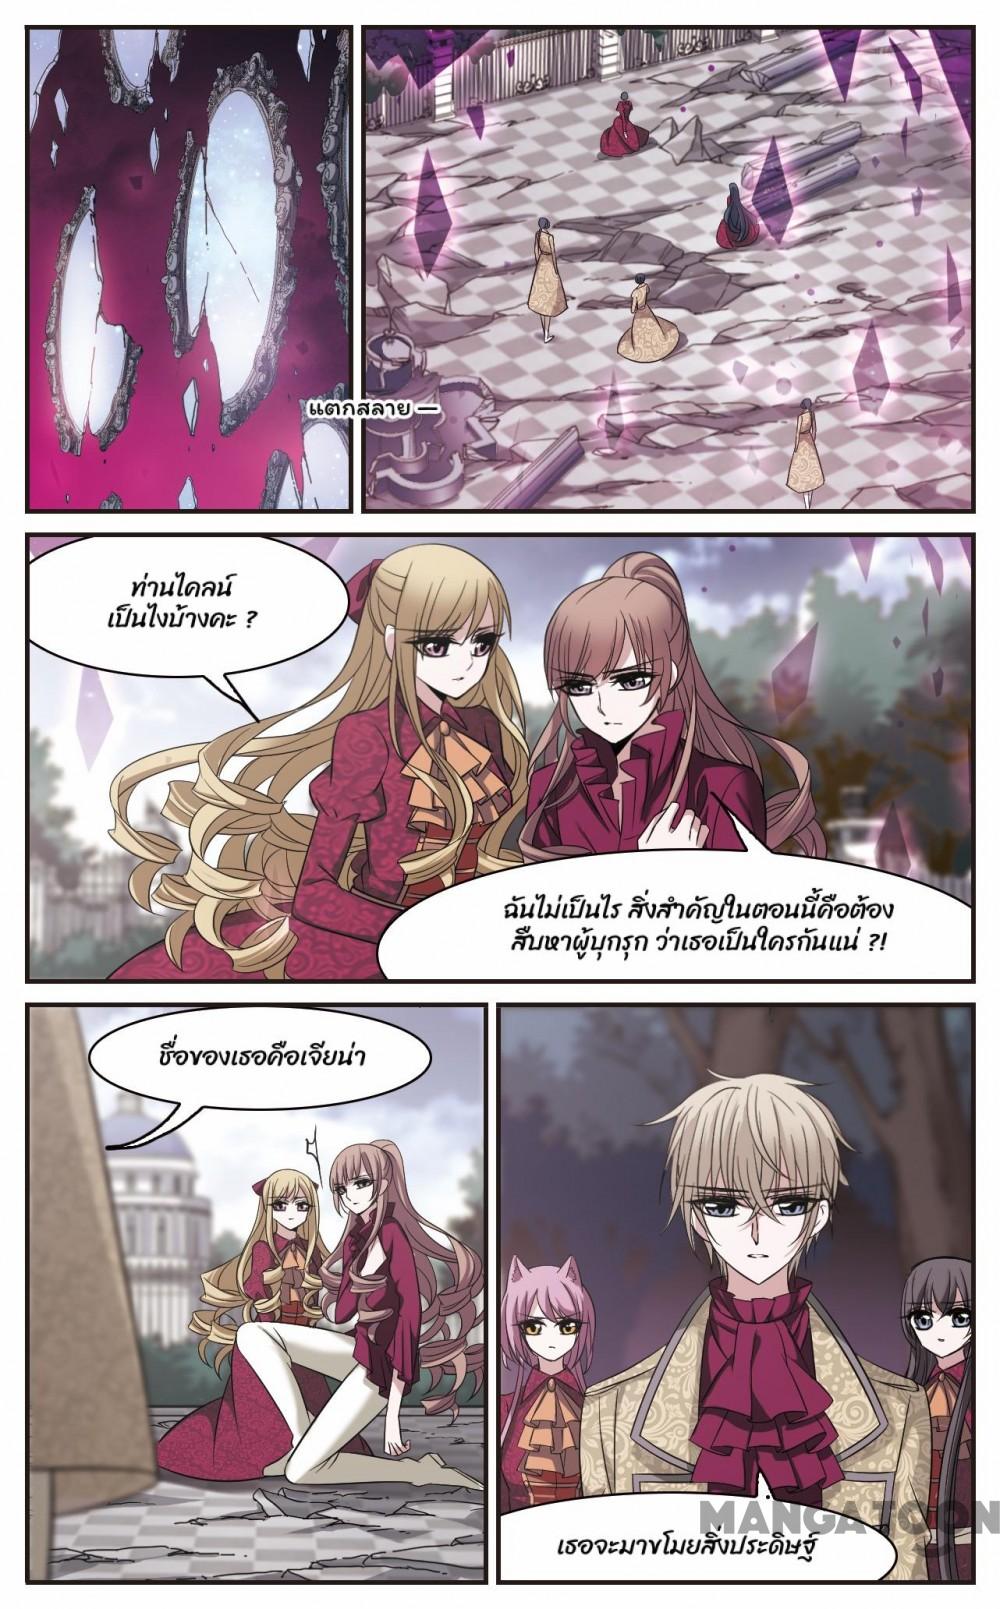 แตกสลาย —
ท่านไคลน์
เป็นไงบ้างคะ ?
ฉันไม่เป็นไร สิ่งสำคัญในตอนนี้คือต้อง
สืบหาผู้บุกรุก ว่าเธอเป็นใครกันแน่ ?!
ชื่อของเธอคือเจียน่า
เธอจะมาขโมยสิ่งประดิษฐ์
MANGATOON